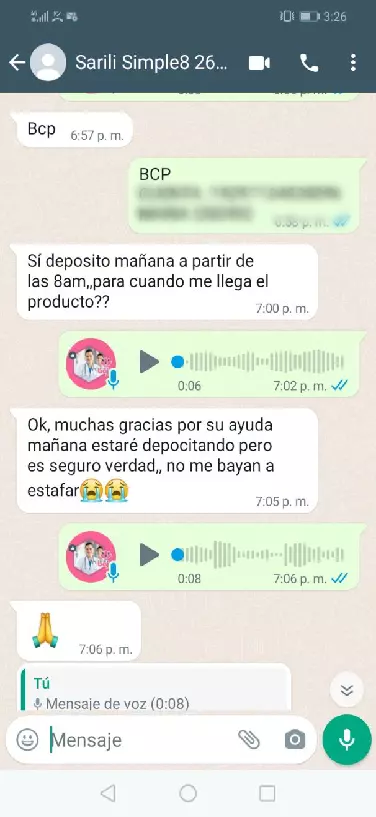 3:26
Sarili Simple8 26...
Bcp
6:57 p. m.
BCP
Sí deposito mañana a partir de
las 8am,,para cuando me llega el
producto??
7:00 p. m.
0:06
7:02 p. m.
Ok, muchas gracias por su ayuda
mañana estaré depocitando pero
es seguro verdad,, no me bayan a
estafar😭😭
7:05 p. m.
0:08
7:06 p. m.
🙏
7:06 p. m.
Tú
Mensaje de voz (0:08)
Mensaje